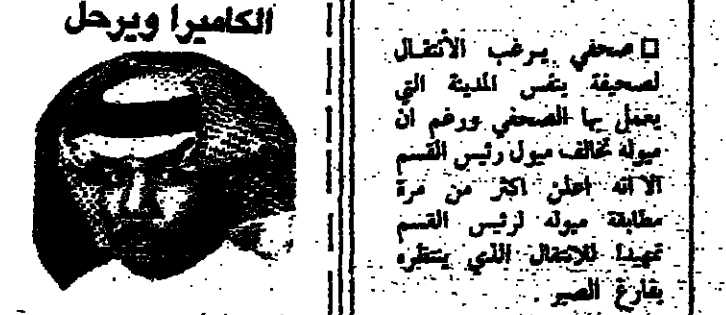 □ صحفي يرغب الأنتقال
لصحيفة بنفس المدينة التي
يعمل بها الصحفي ورغم ان
ميوله تخالف ميول رئيس القسم
الا انه اعلن اكثر من مرة
مطابقة ميوله لرئيس القسم
تمهيدا للانتقال الذي ينتظره
بفارغ الصبر .
الكاميرا ويرحل